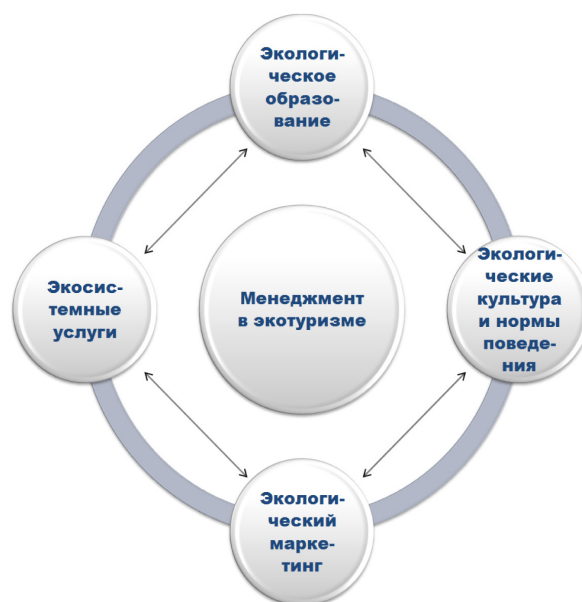 Экологи-
ческое
образо-
вание
Экосис-
темные
услуги
Менеджмент
в экотуризме
Экологи-
ческие
культура
и нормы
поведе-
ния
Экологи-
ческий
марке-
тинг